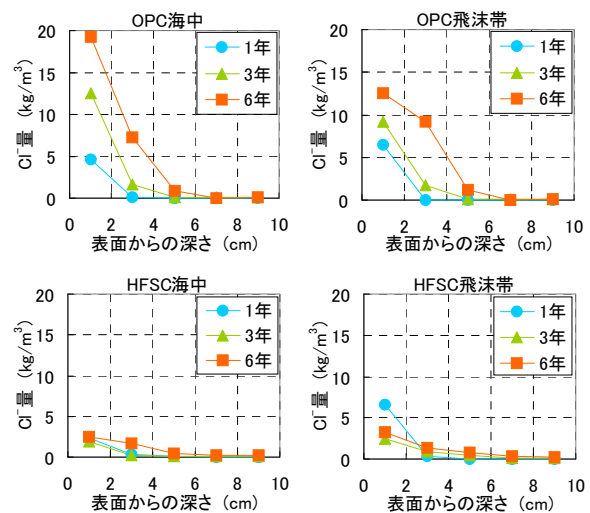 OPC海中
20
15
10
5
0
Cl⁻量 (kg/m³)
1年
3年
6年
0 2 4 6 8 10
表面からの深さ (cm)
OPC飛沫帯
20
15
10
5
0
Cl⁻量 (kg/m³)
1年
3年
6年
0 2 4 6 8 10
表面からの深さ (cm)
HFSC海中
20
15
10
5
0
Cl⁻量 (kg/m³)
1年
3年
6年
0 2 4 6 8 10
表面からの深さ (cm)
HFSC飛沫帯
20
15
10
5
0
Cl⁻量 (kg/m³)
1年
3年
6年
0 2 4 6 8 10
表面からの深さ (cm)